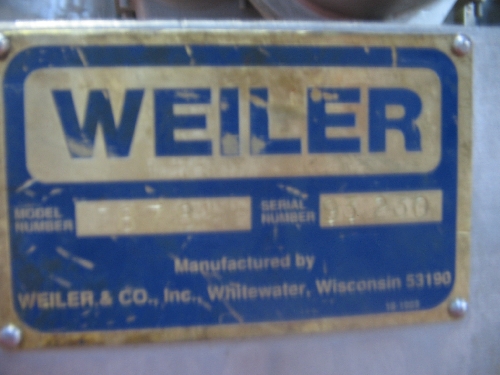 WEILER
MODEL NUMBER SERIAL NUMBER
Manufactured by
WEILER & CO., Inc., Whitewater, Wisconsin 53190